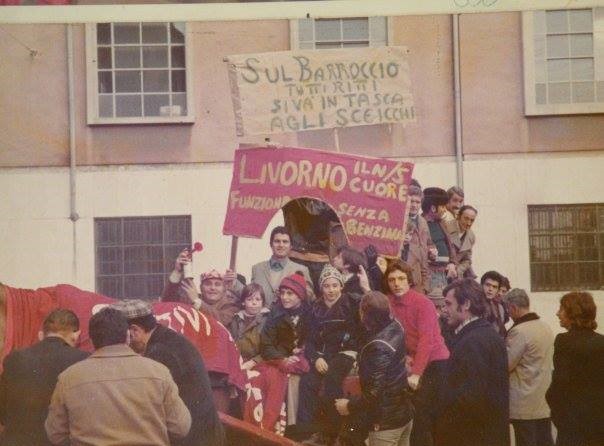 SUL BARROCCIO
TUTTI RITTI
SI VA' IN TASCA
AGLI SCEICCHI
LIVORNO IL N/S
CUORE
FUNZIONA SENZA
BENZINA